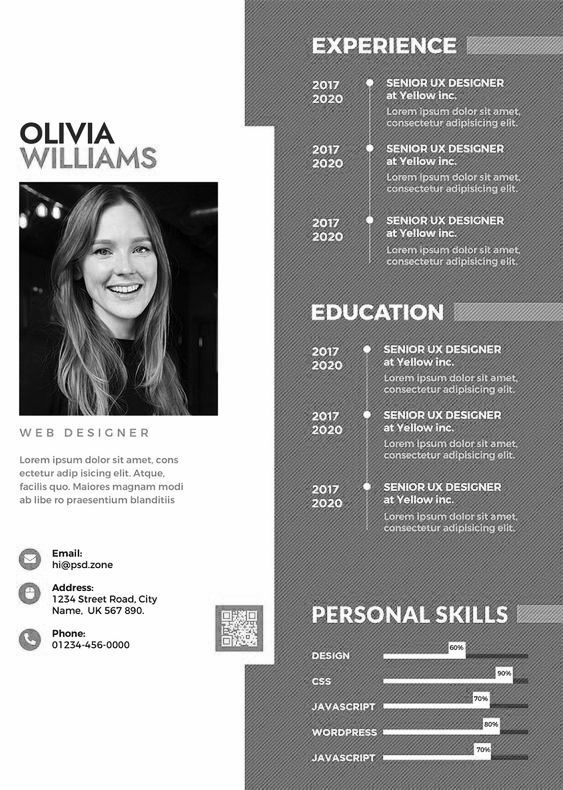 OLIVIA
WILLIAMS
WEB DESIGNER
Lorem ipsum dolor sit amet, cons
ectetur adip isicing elit. Atque,
facilis quo. Maiores magnam modi
ab libe ro praesentium blanditiis
Email:
hi@psd.zone
Address:
1234 Street Road, City
Name, UK 567 890.
Phone:
01234-456-0000
EXPERIENCE
2017
2020
SENIOR UX DESIGNER
at Yellow inc.
Lorem ipsum dolor sit amet,
consectetur adipisicing elit.
2017
2020
SENIOR UX DESIGNER
at Yellow inc.
Lorem ipsum dolor sit amet,
consectetur adipisicing elit.
2017
2020
SENIOR UX DESIGNER
at Yellow inc.
Lorem ipsum dolor sit amet,
consectetur adipisicing elit.
EDUCATION
2017
2020
SENIOR UX DESIGNER
at Yellow inc.
Lorem ipsum dolor sit amet,
consectetur adipisicing elit.
2017
2020
SENIOR UX DESIGNER
at Yellow inc.
Lorem ipsum dolor sit amet,
consectetur adipisicing elit.
2017
2020
SENIOR UX DESIGNER
at Yellow inc.
Lorem ipsum dolor sit amet,
consectetur adipisicing elit.
PERSONAL SKILLS
DESIGN 60%
CSS 90%
JAVASCRIPT 70%
WORDPRESS 80%
JAVASCRIPT 70%